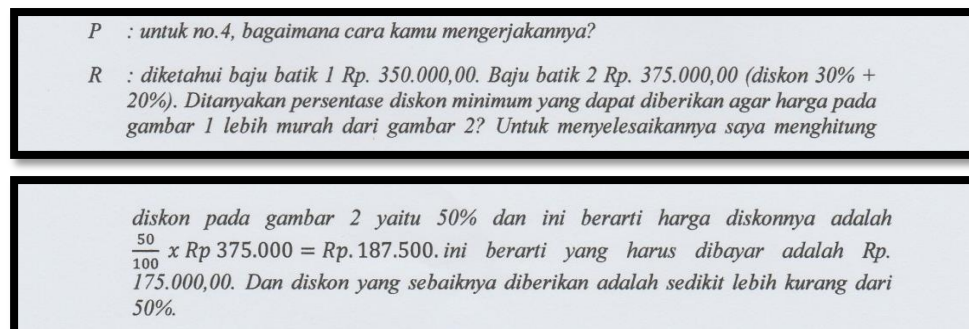 P : untuk no.4, bagaimana cara kamu mengerjakannya?
R : diketahui baju batik 1 Rp. 350.000,00. Baju batik 2 Rp. 375.000,00 (diskon 30% +
20%). Ditanyakan persentase diskon minimum yang dapat diberikan agar harga pada
gambar 1 lebih murah dari gambar 2? Untuk menyelesaikannya saya menghitung
diskon pada gambar 2 yaitu 50% dan ini berarti harga diskonnya adalah
50/100 x Rp 375.000 = Rp. 187.500. ini berarti yang harus dibayar adalah Rp.
175.000,00. Dan diskon yang sebaiknya diberikan adalah sedikit lebih kurang dari
50%.